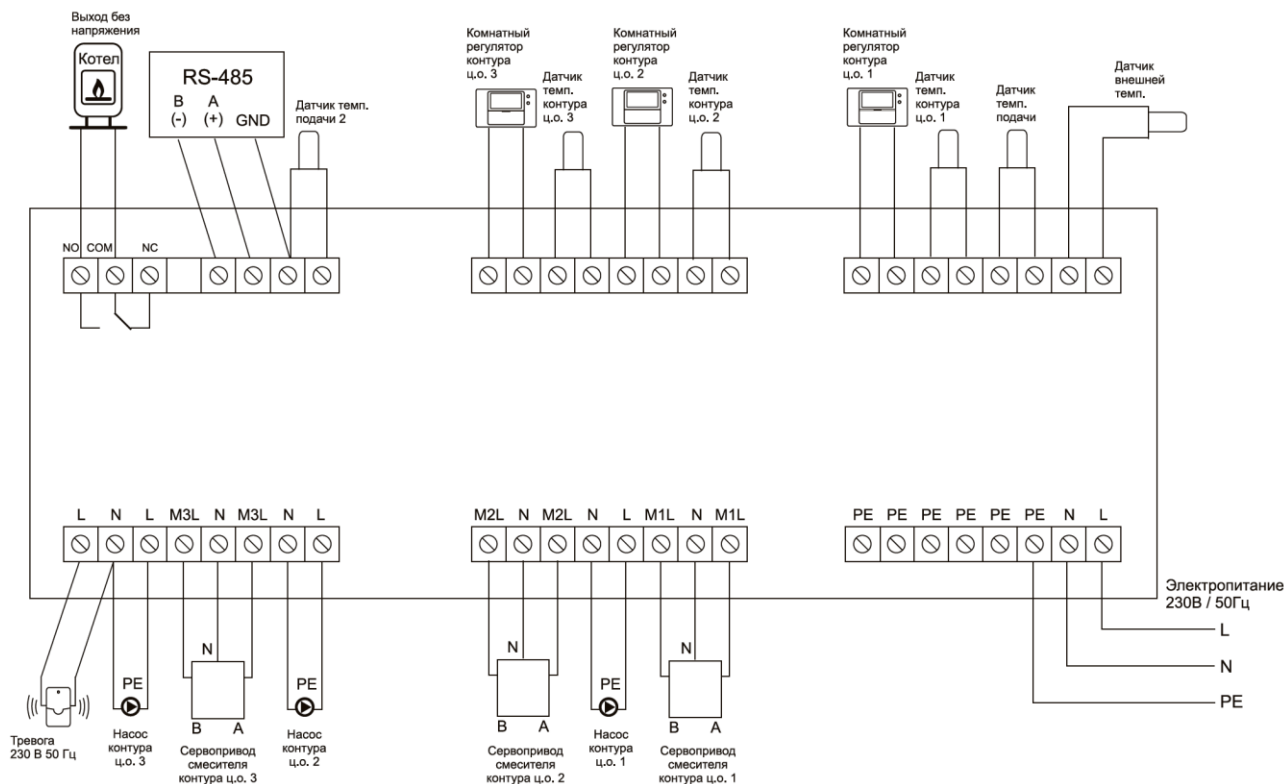 Выход без
напряжения
Котел
RS-485
B A
(-) (+) GND
Датчик темп.
подачи 2
Комнатный
регулятор
контура
ц.о. 3
Датчик
темп.
контура
ц.о. 3
Комнатный
регулятор
контура
ц.о. 2
Датчик
темп.
контура
ц.о. 2
Комнатный
регулятор
контура
ц.о. 1
Датчик
темп.
контура
ц.о. 1
Датчик
темп.
подачи
Датчик
внешней
темп.
NO COM NC
L N L M3L N M3L N L
M2L N M2L N L M1L N M1L
PE PE PE PE PE PE N L
Электропитание
230В / 50Гц
L
N
PE
Тревога
230 В 50 Гц
PE
Насос
контура
ц.о. 3
N
B A
Сервопривод
смесителя
контура ц.о. 3
PE
Насос
контура
ц.о. 2
N
B A
Сервопривод
смесителя
контура ц.о. 2
PE
Насос
контура
ц.о. 1
N
B A
Сервопривод
смесителя
контура ц.о. 1